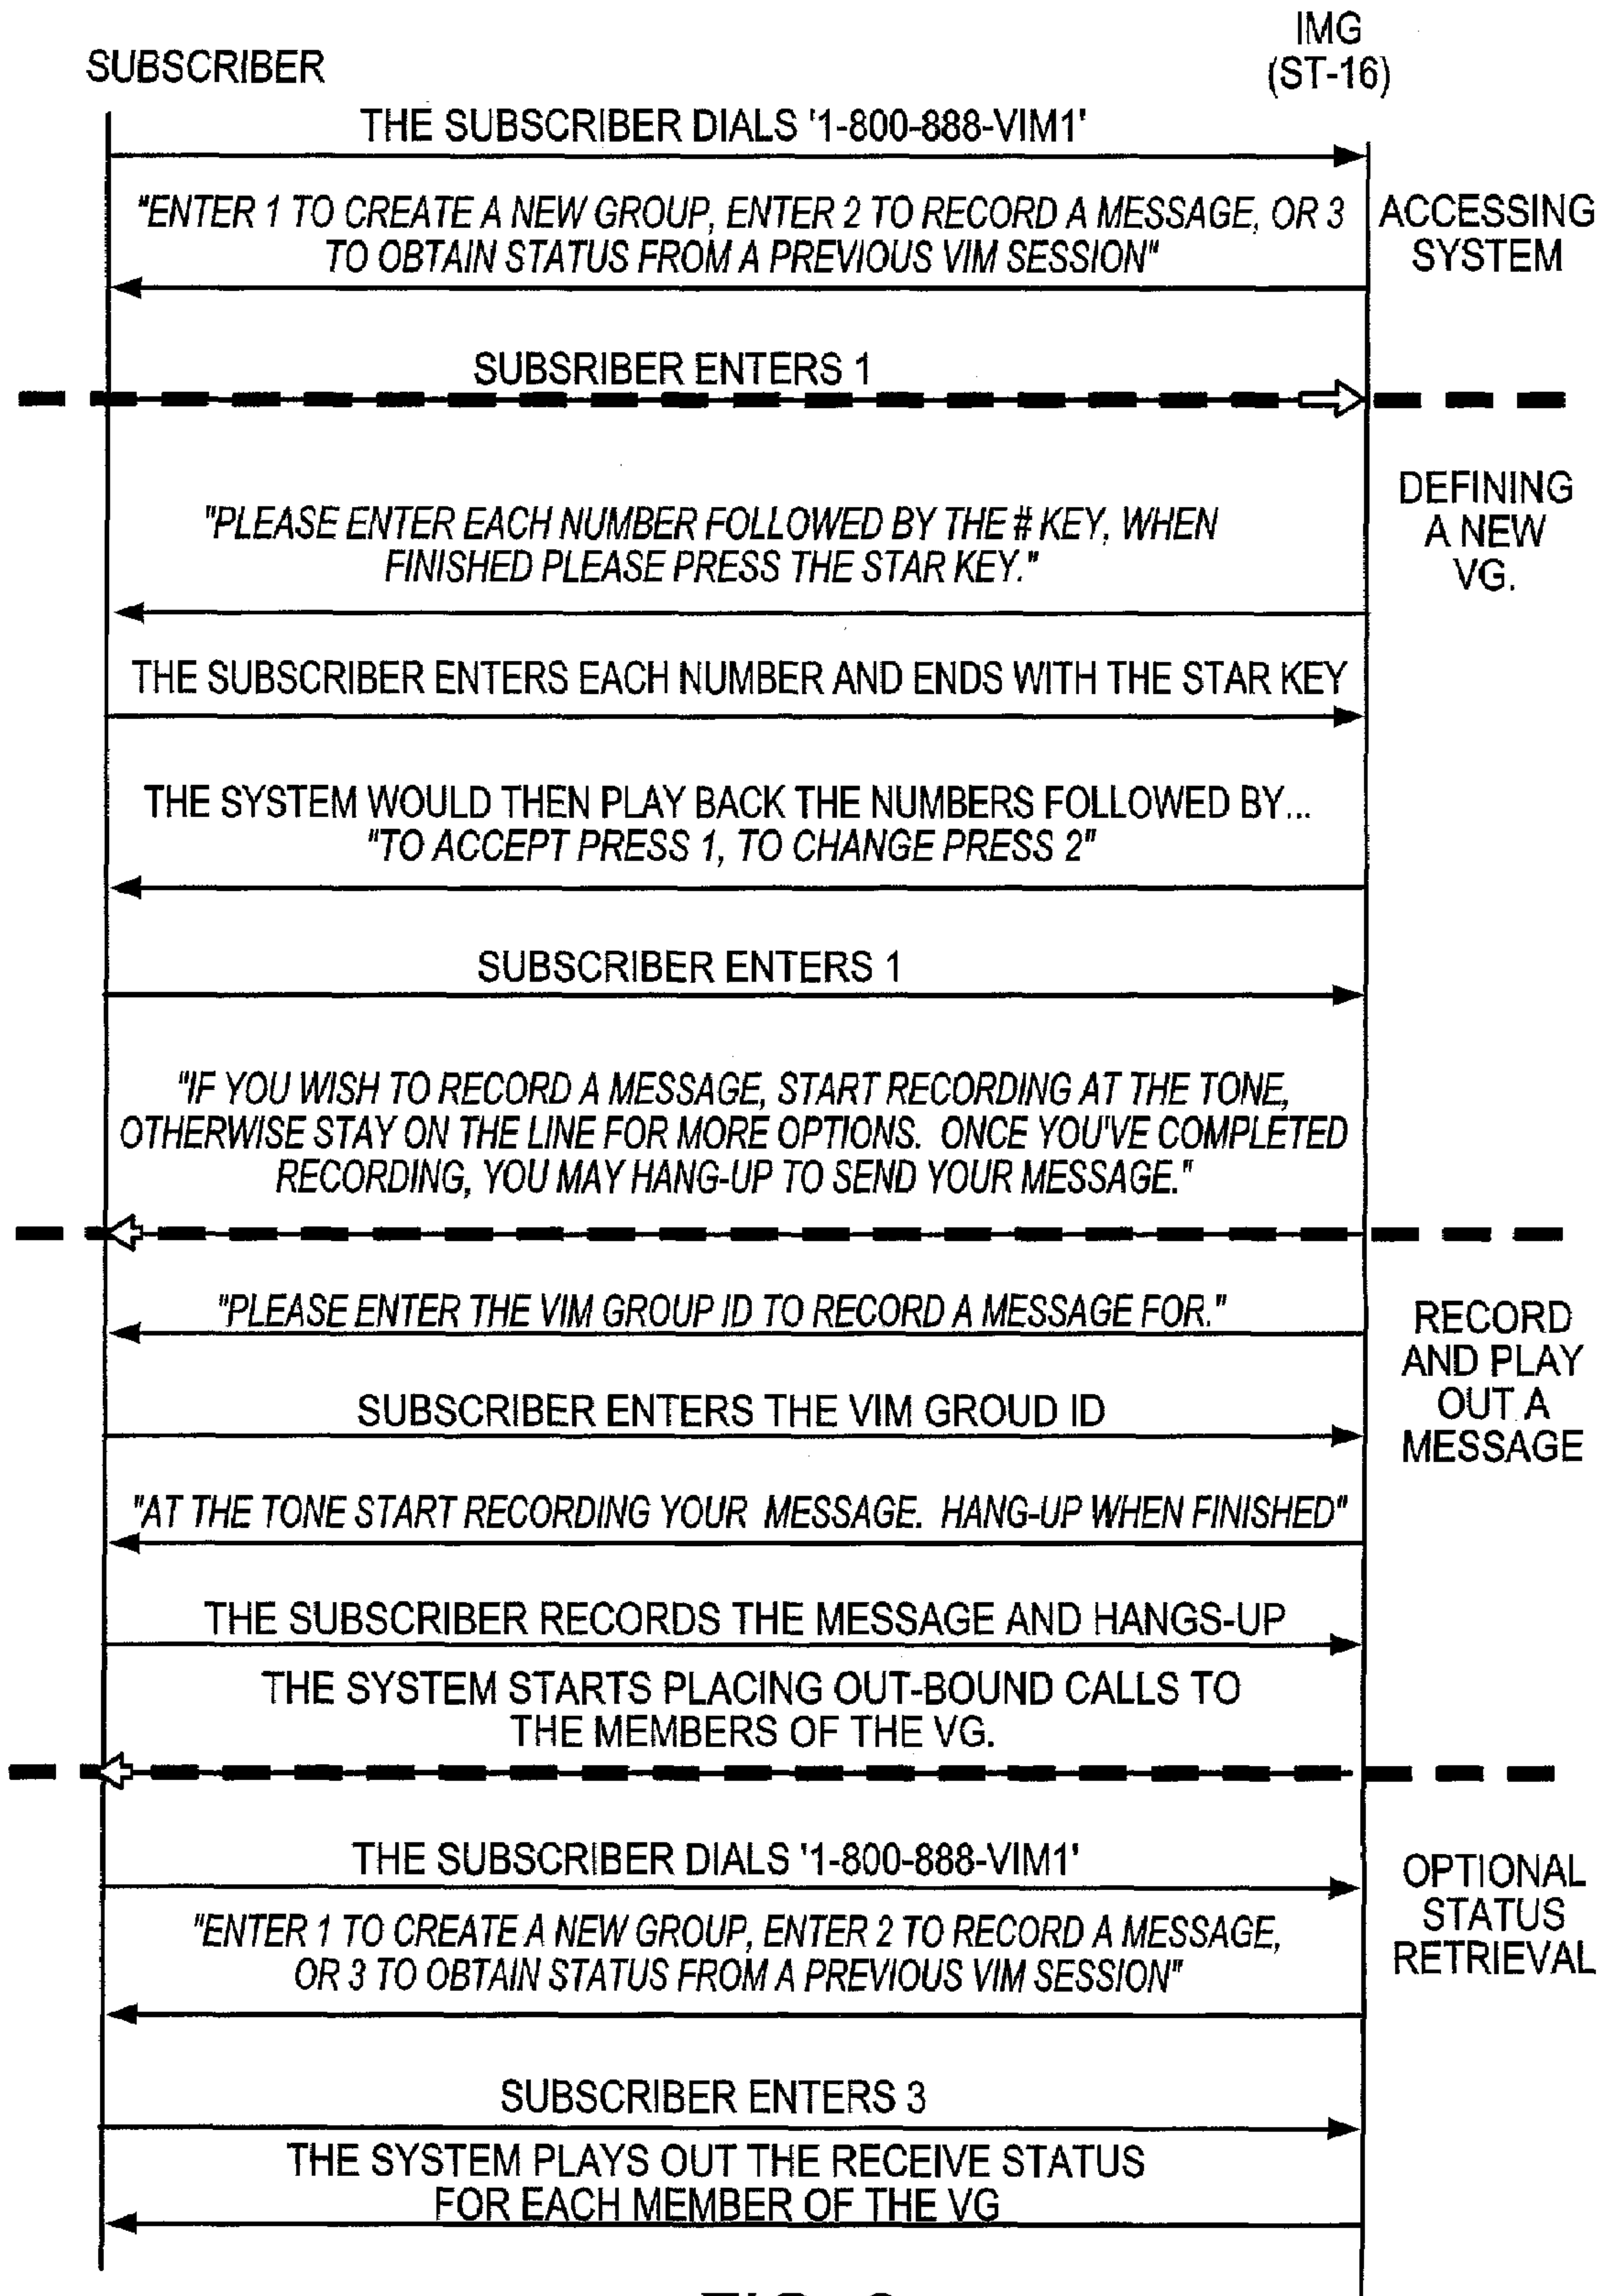 SUBSCRIBER
IMG
(ST-16)
THE SUBSCRIBER DIALS '1-800-888-VIM1'
"ENTER 1 TO CREATE A NEW GROUP, ENTER 2 TO RECORD A MESSAGE, OR 3
TO OBTAIN STATUS FROM A PREVIOUS VIM SESSION"
ACCESSING
SYSTEM
SUBSRIBER ENTERS 1
DEFINING
A NEW
VG.
"PLEASE ENTER EACH NUMBER FOLLOWED BY THE # KEY, WHEN
FINISHED PLEASE PRESS THE STAR KEY."
THE SUBSCRIBER ENTERS EACH NUMBER AND ENDS WITH THE STAR KEY
THE SYSTEM WOULD THEN PLAY BACK THE NUMBERS FOLLOWED BY...
"TO ACCEPT PRESS 1, TO CHANGE PRESS 2"
SUBSCRIBER ENTERS 1
"IF YOU WISH TO RECORD A MESSAGE, START RECORDING AT THE TONE,
OTHERWISE STAY ON THE LINE FOR MORE OPTIONS. ONCE YOU'VE COMPLETED
RECORDING, YOU MAY HANG-UP TO SEND YOUR MESSAGE."
"PLEASE ENTER THE VIM GROUP ID TO RECORD A MESSAGE FOR."
RECORD
AND PLAY
OUT A
MESSAGE
SUBSCRIBER ENTERS THE VIM GROUD ID
"AT THE TONE START RECORDING YOUR MESSAGE. HANG-UP WHEN FINISHED"
THE SUBSCRIBER RECORDS THE MESSAGE AND HANGS-UP
THE SYSTEM STARTS PLACING OUT-BOUND CALLS TO
THE MEMBERS OF THE VG.
THE SUBSCRIBER DIALS '1-800-888-VIM1'
OPTIONAL
STATUS
RETRIEVAL
"ENTER 1 TO CREATE A NEW GROUP, ENTER 2 TO RECORD A MESSAGE,
OR 3 TO OBTAIN STATUS FROM A PREVIOUS VIM SESSION"
SUBSCRIBER ENTERS 3
THE SYSTEM PLAYS OUT THE RECEIVE STATUS
FOR EACH MEMBER OF THE VG